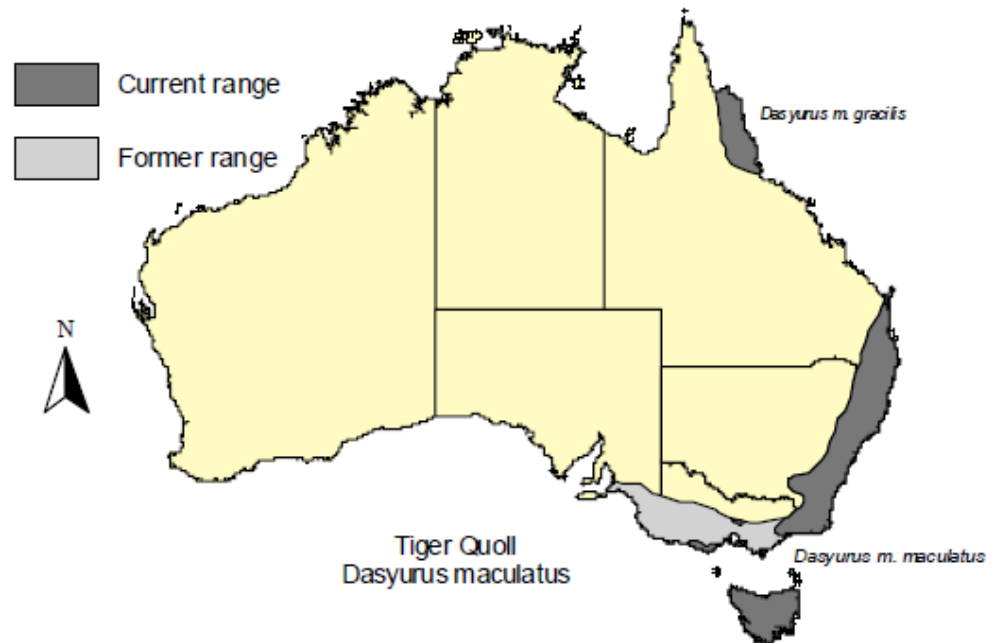 Current range
Former range
Dasyurus m. gracilis
N
Tiger Quoll
Dasyurus maculatus
Dasyurus m. maculatus